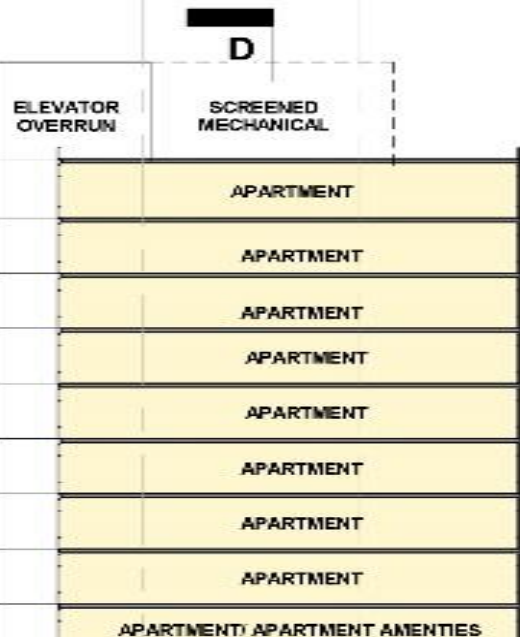 D
ELEVATOR
OVERRUN
SCREENED
MECHANICAL
APARTMENT
APARTMENT
APARTMENT
APARTMENT
APARTMENT
APARTMENT
APARTMENT
APARTMENT
APARTMENT/ APARTMENT AMENTIES